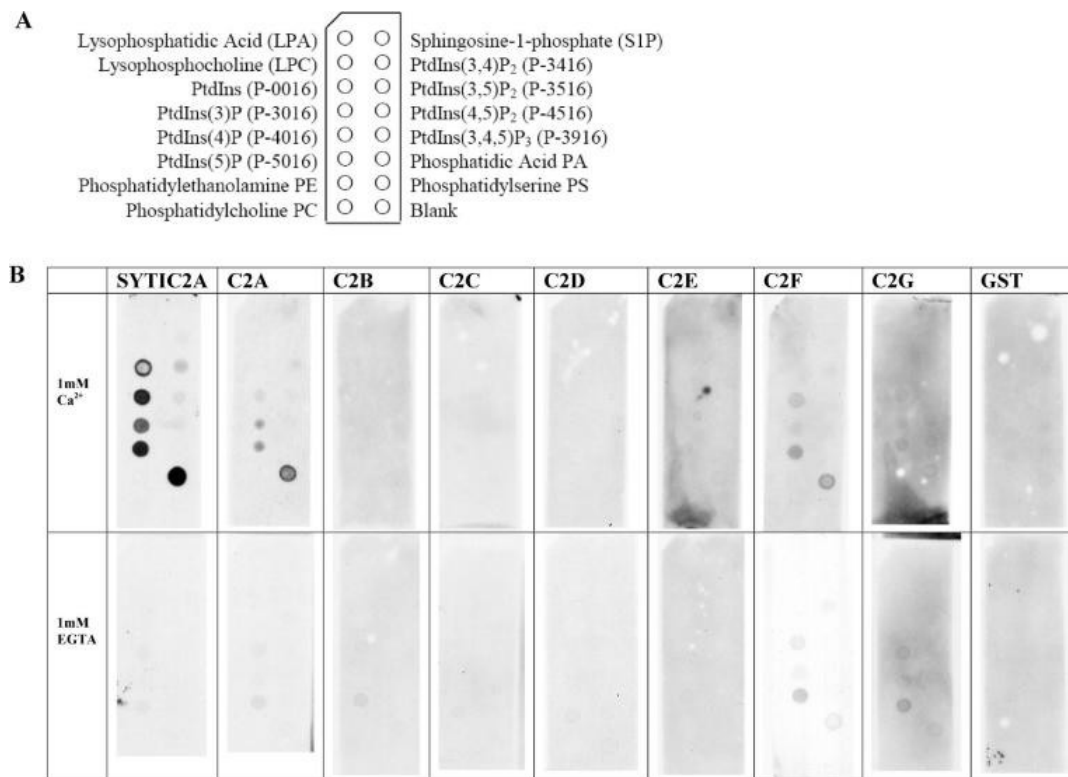 A
Lysophosphatidic Acid (LPA) Sphingosine-1-phosphate (S1P)
Lysophosphocholine (LPC) PtdIns(3,4)P₂ (P-3416)
PtdIns (P-0016) PtdIns(3,5)P₂ (P-3516)
PtdIns(3)P (P-3016) PtdIns(4,5)P₂ (P-4516)
PtdIns(4)P (P-4016) PtdIns(3,4,5)P₃ (P-3916)
PtdIns(5)P (P-5016) Phosphatidic Acid PA
Phosphatidylethanolamine PE Phosphatidylserine PS
Phosphatidylcholine PC Blank
B
SYTIC2A C2A C2B C2C C2D C2E C2F C2G GST
1mM
Ca²⁺
1mM
EGTA